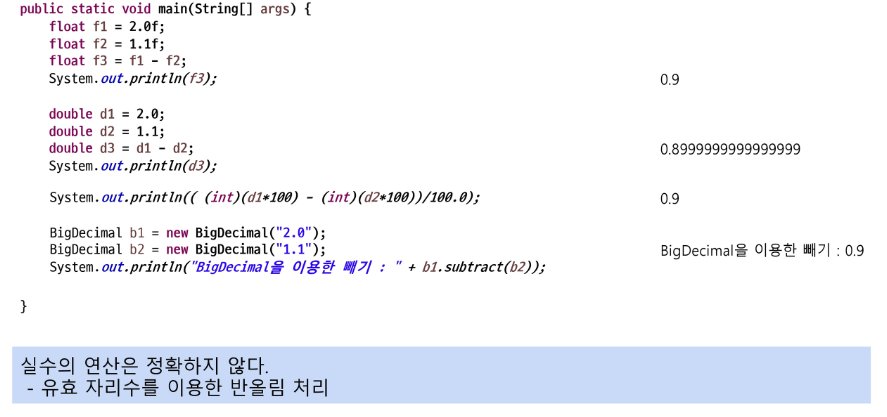 public static void main(String[] args) {
float f1 = 2.0f;
float f2 = 1.1f;
float f3 = f1 - f2;
System.out.println(f3); 0.9
double d1 = 2.0;
double d2 = 1.1;
double d3 = d1 - d2; 0.8999999999999999
System.out.println(d3);
System.out.println(( (int)(d1*100) - (int)(d2*100))/100.0); 0.9
BigDecimal b1 = new BigDecimal("2.0");
BigDecimal b2 = new BigDecimal("1.1"); BigDecimal을 이용한 빼기 : 0.9
System.out.println("BigDecimal을 이용한 빼기 : " + b1.subtract(b2));
}
실수의 연산은 정확하지 않다.
- 유효 자리수를 이용한 반올림 처리